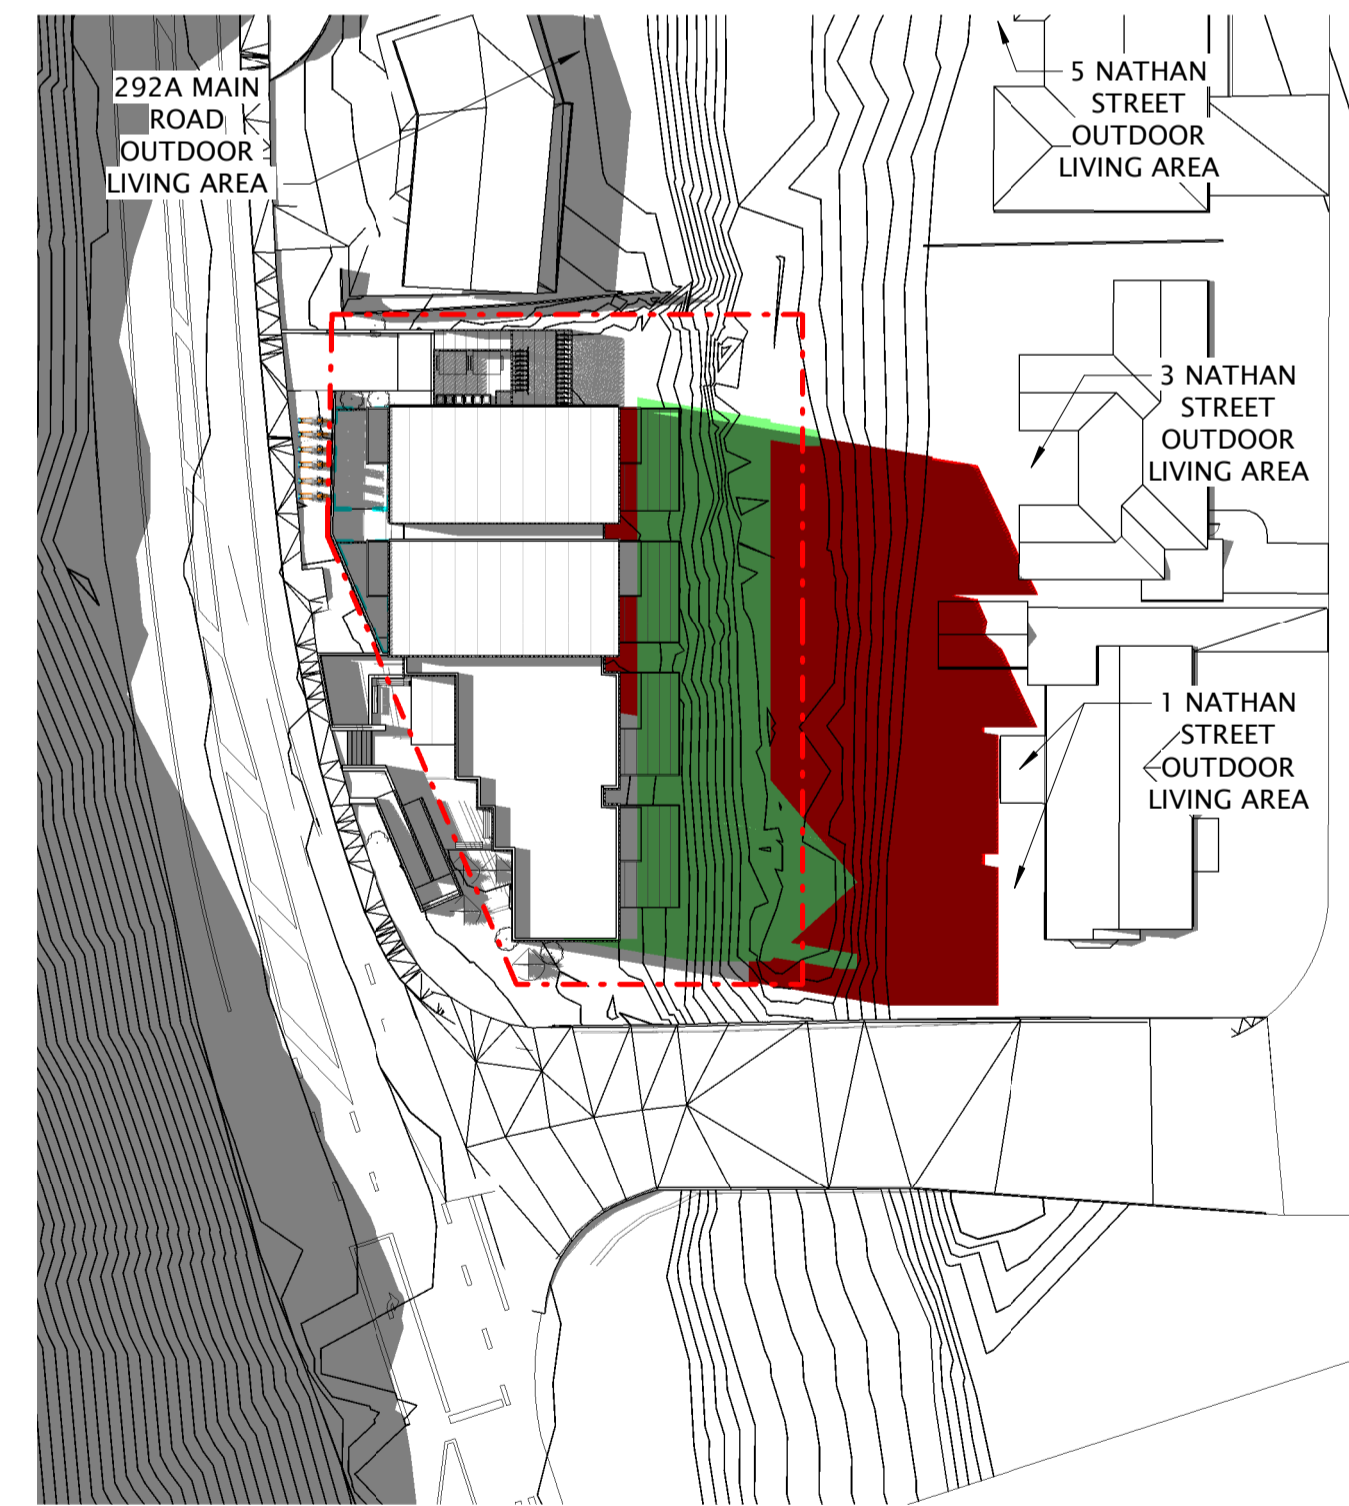 292A MAIN
ROAD
OUTDOOR
LIVING AREA
5 NATHAN
STREET
OUTDOOR
LIVING AREA
3 NATHAN
STREET
OUTDOOR
LIVING AREA
1 NATHAN
STREET
OUTDOOR
LIVING AREA